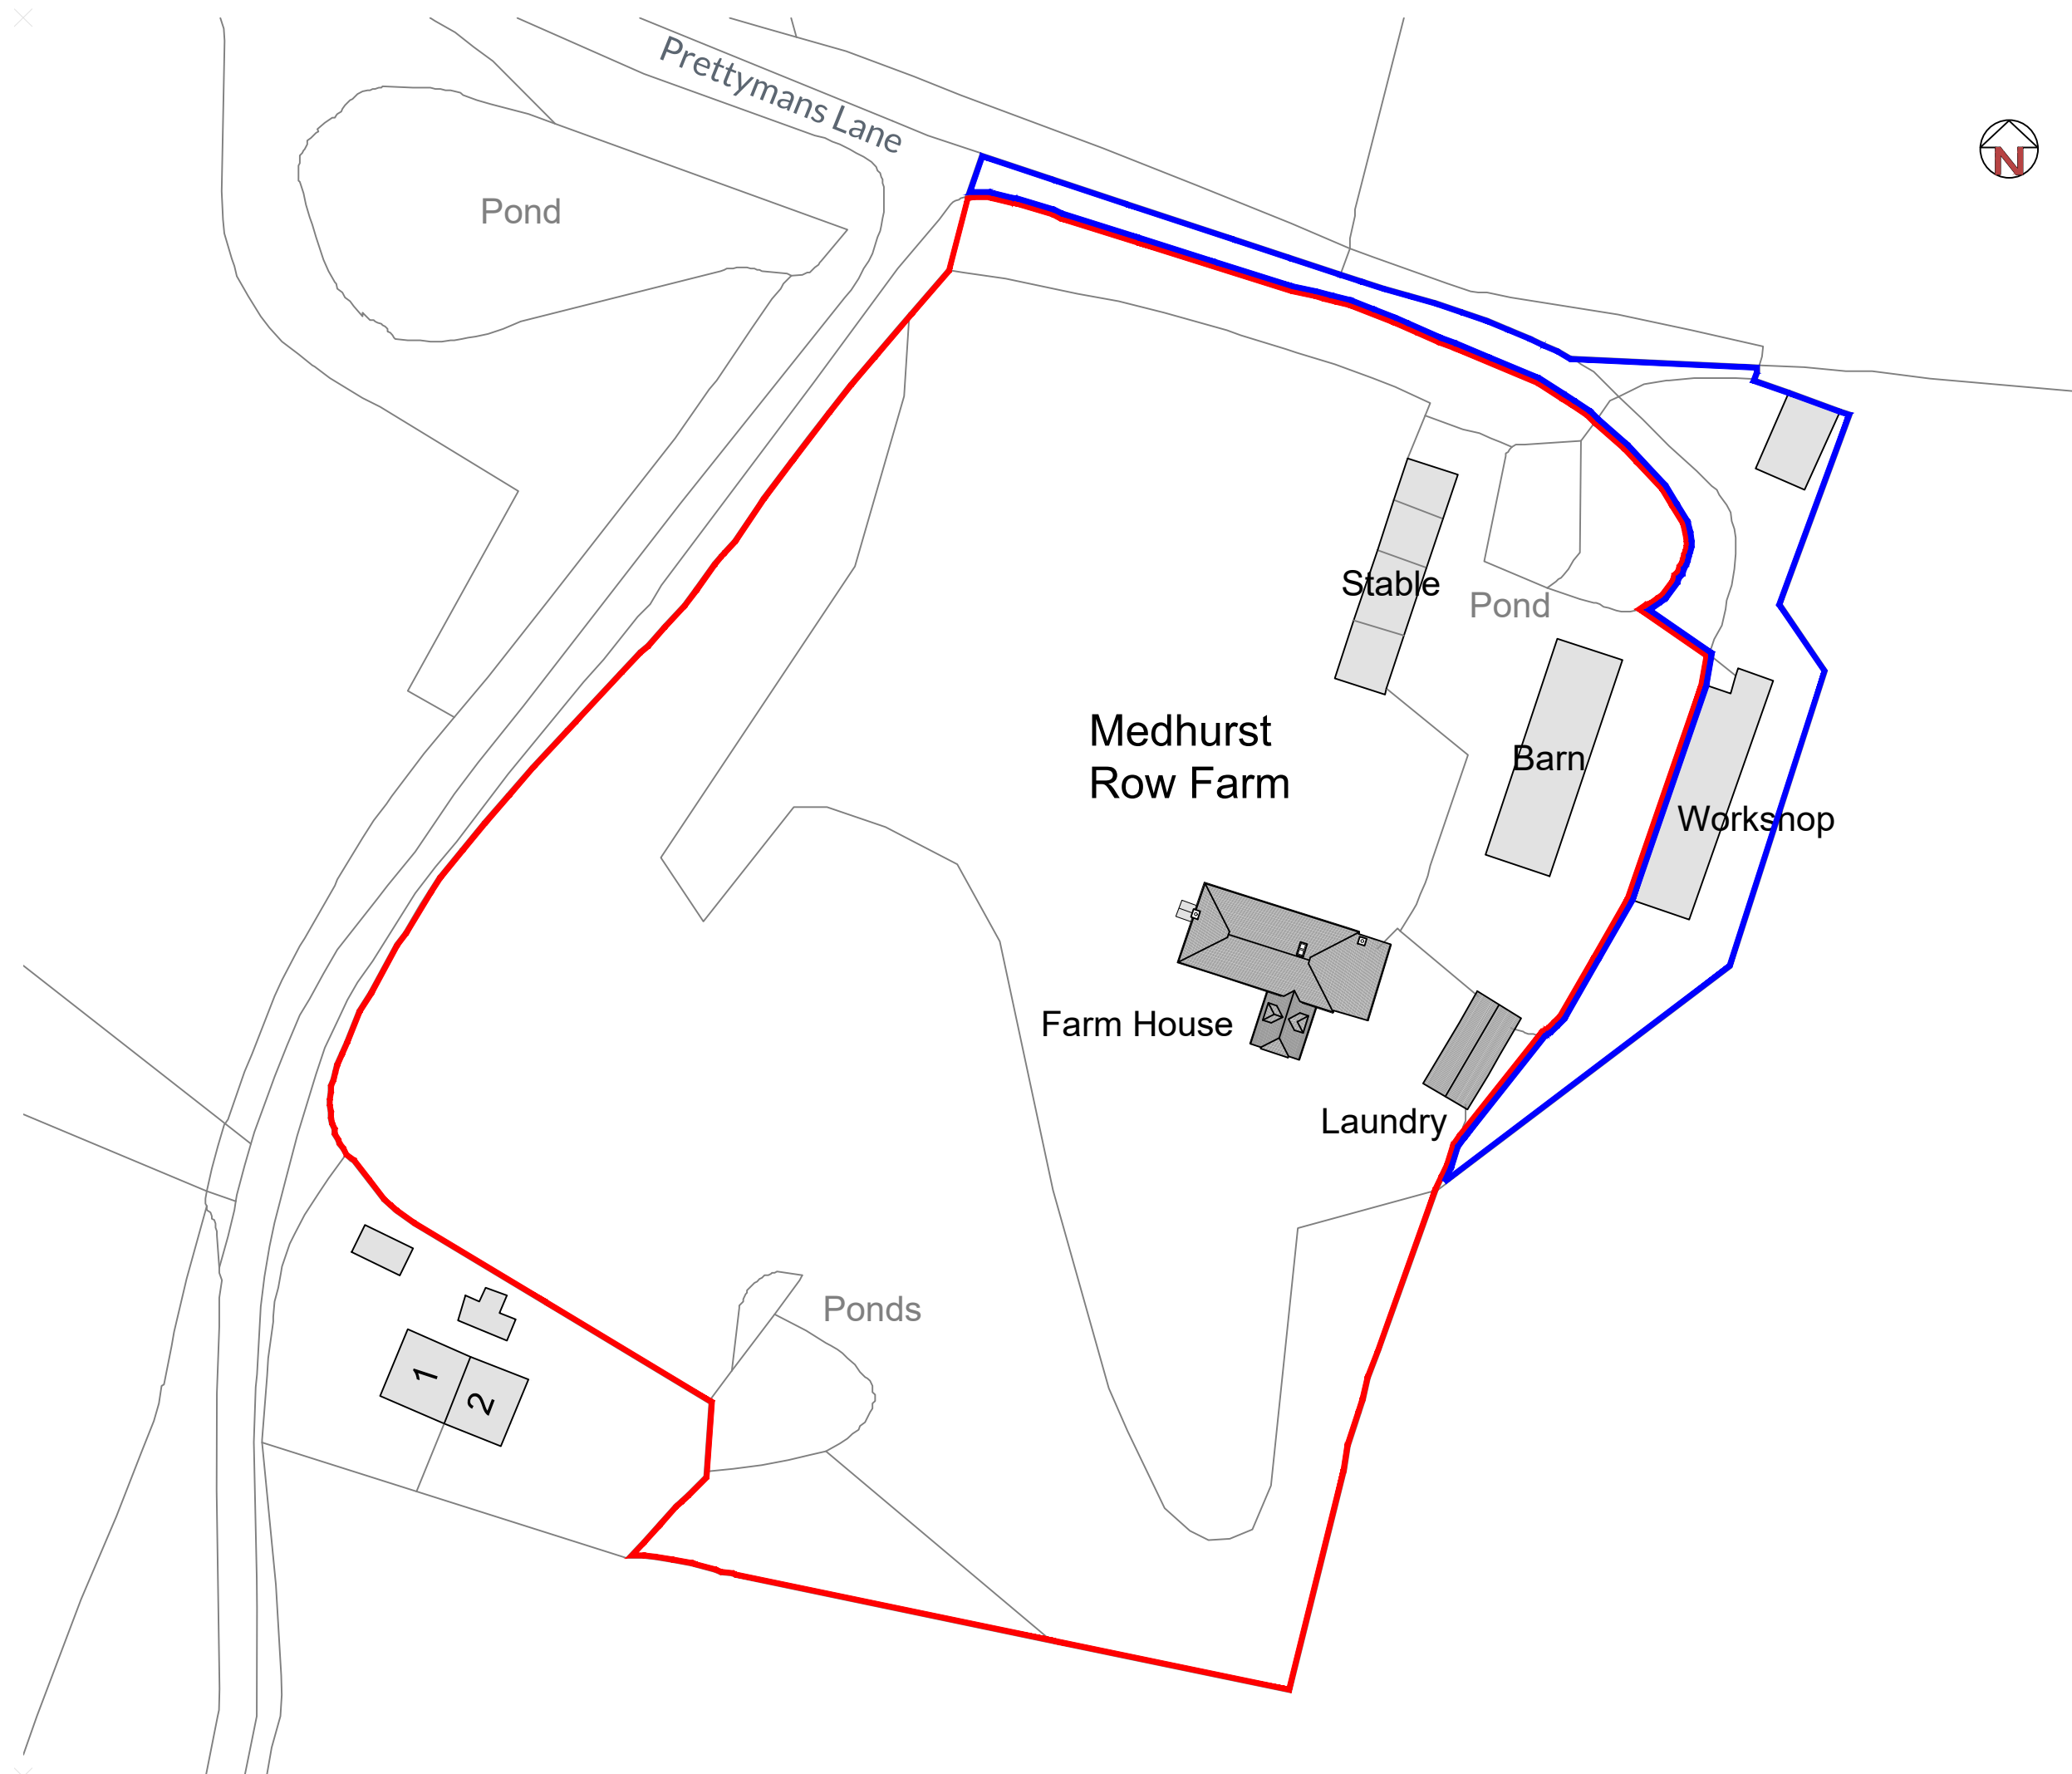 Prettymans Lane
N
Pond
Stable
Pond
Medhurst
Row Farm
Barn
Workshop
Farm House
Laundry
Ponds
1
2